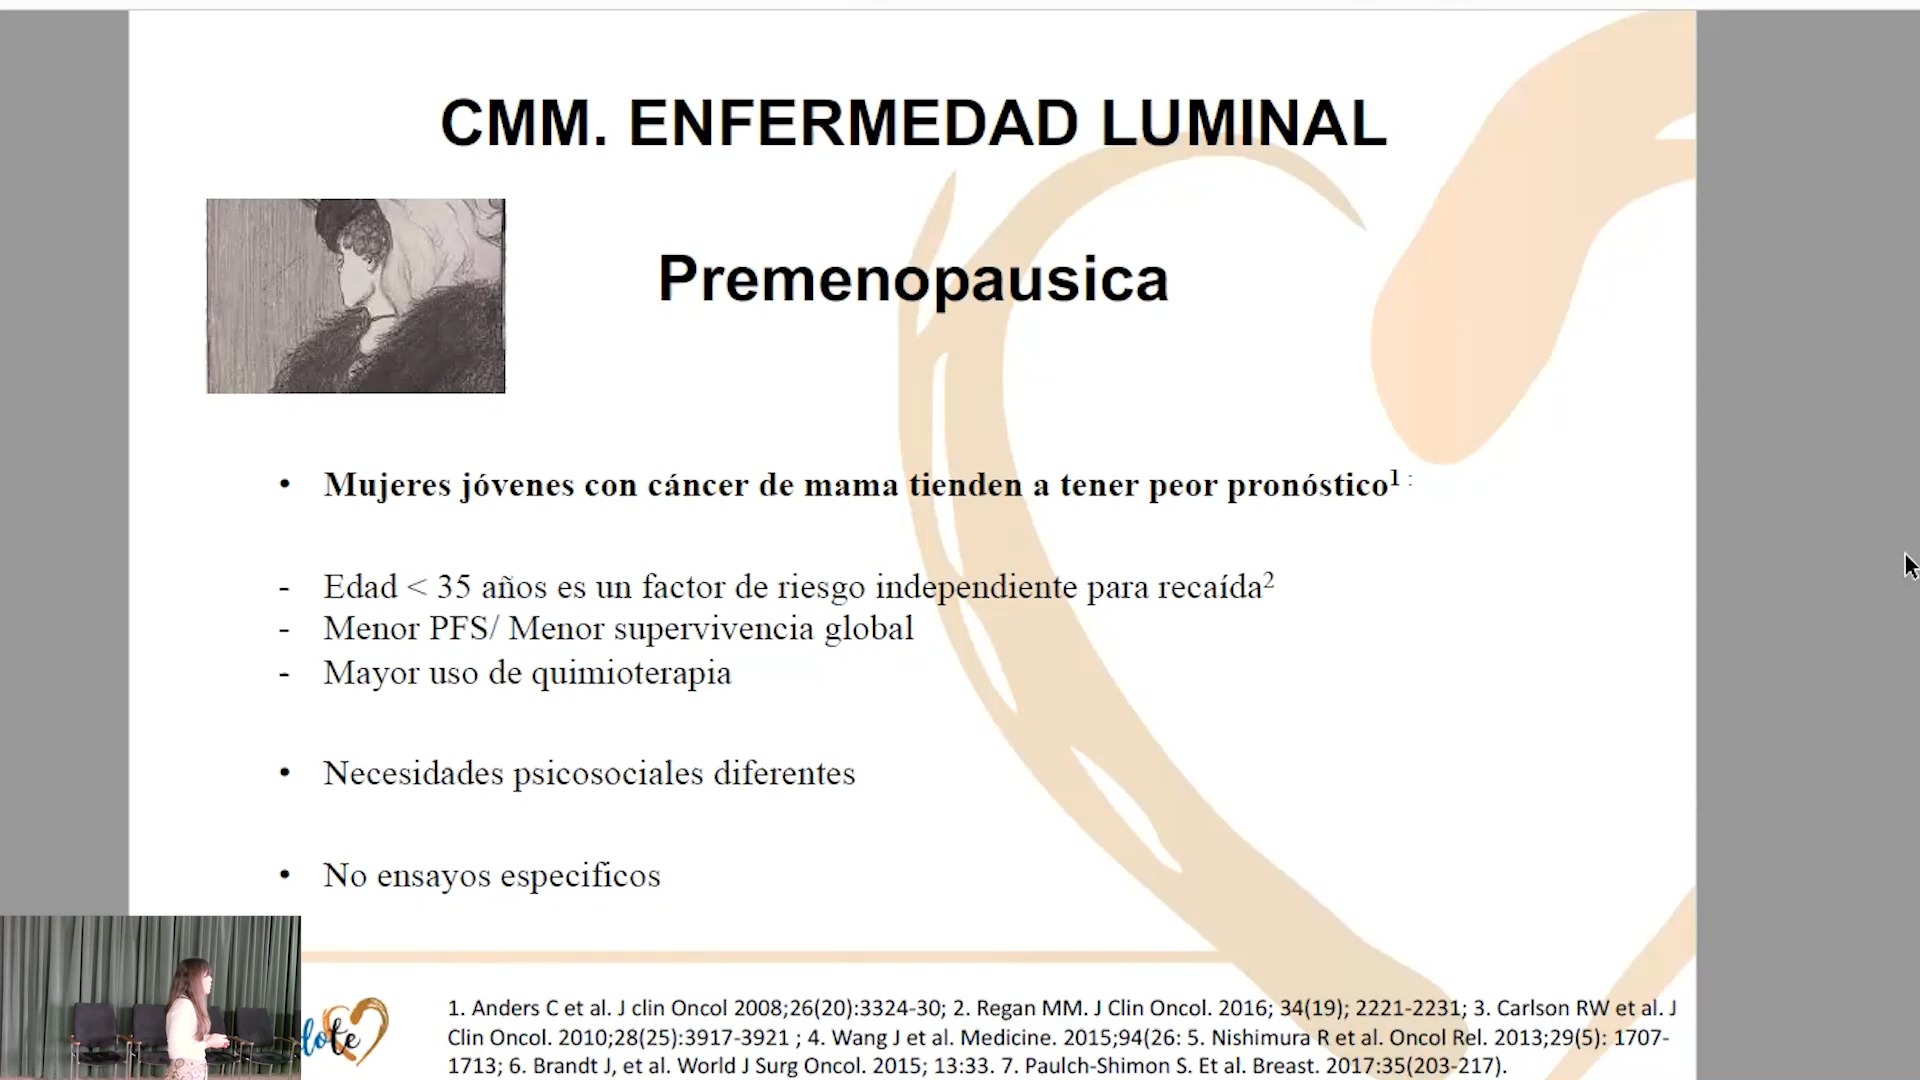 CMM. ENFERMEDAD LUMINAL
Premenopausica
• Mujeres jóvenes con cáncer de mama tienden a tener peor pronóstico1 :
- Edad < 35 años es un factor de riesgo independiente para recaída2
- Menor PFS/ Menor supervivencia global
- Mayor uso de quimioterapia
• Necesidades psicosociales diferentes
• No ensayos especificos
1. Anders C et al. J clin Oncol 2008;26(20):3324-30; 2. Regan MM. J Clin Oncol. 2016; 34(19); 2221-2231; 3. Carlson RW et al. J
Clin Oncol. 2010;28(25):3917-3921 ; 4. Wang J et al. Medicine. 2015;94(26: 5. Nishimura R et al. Oncol Rel. 2013;29(5): 1707-
1713; 6. Brandt J, et al. World J Surg Oncol. 2015; 13:33. 7. Paulch-Shimon S. Et al. Breast. 2017:35(203-217).